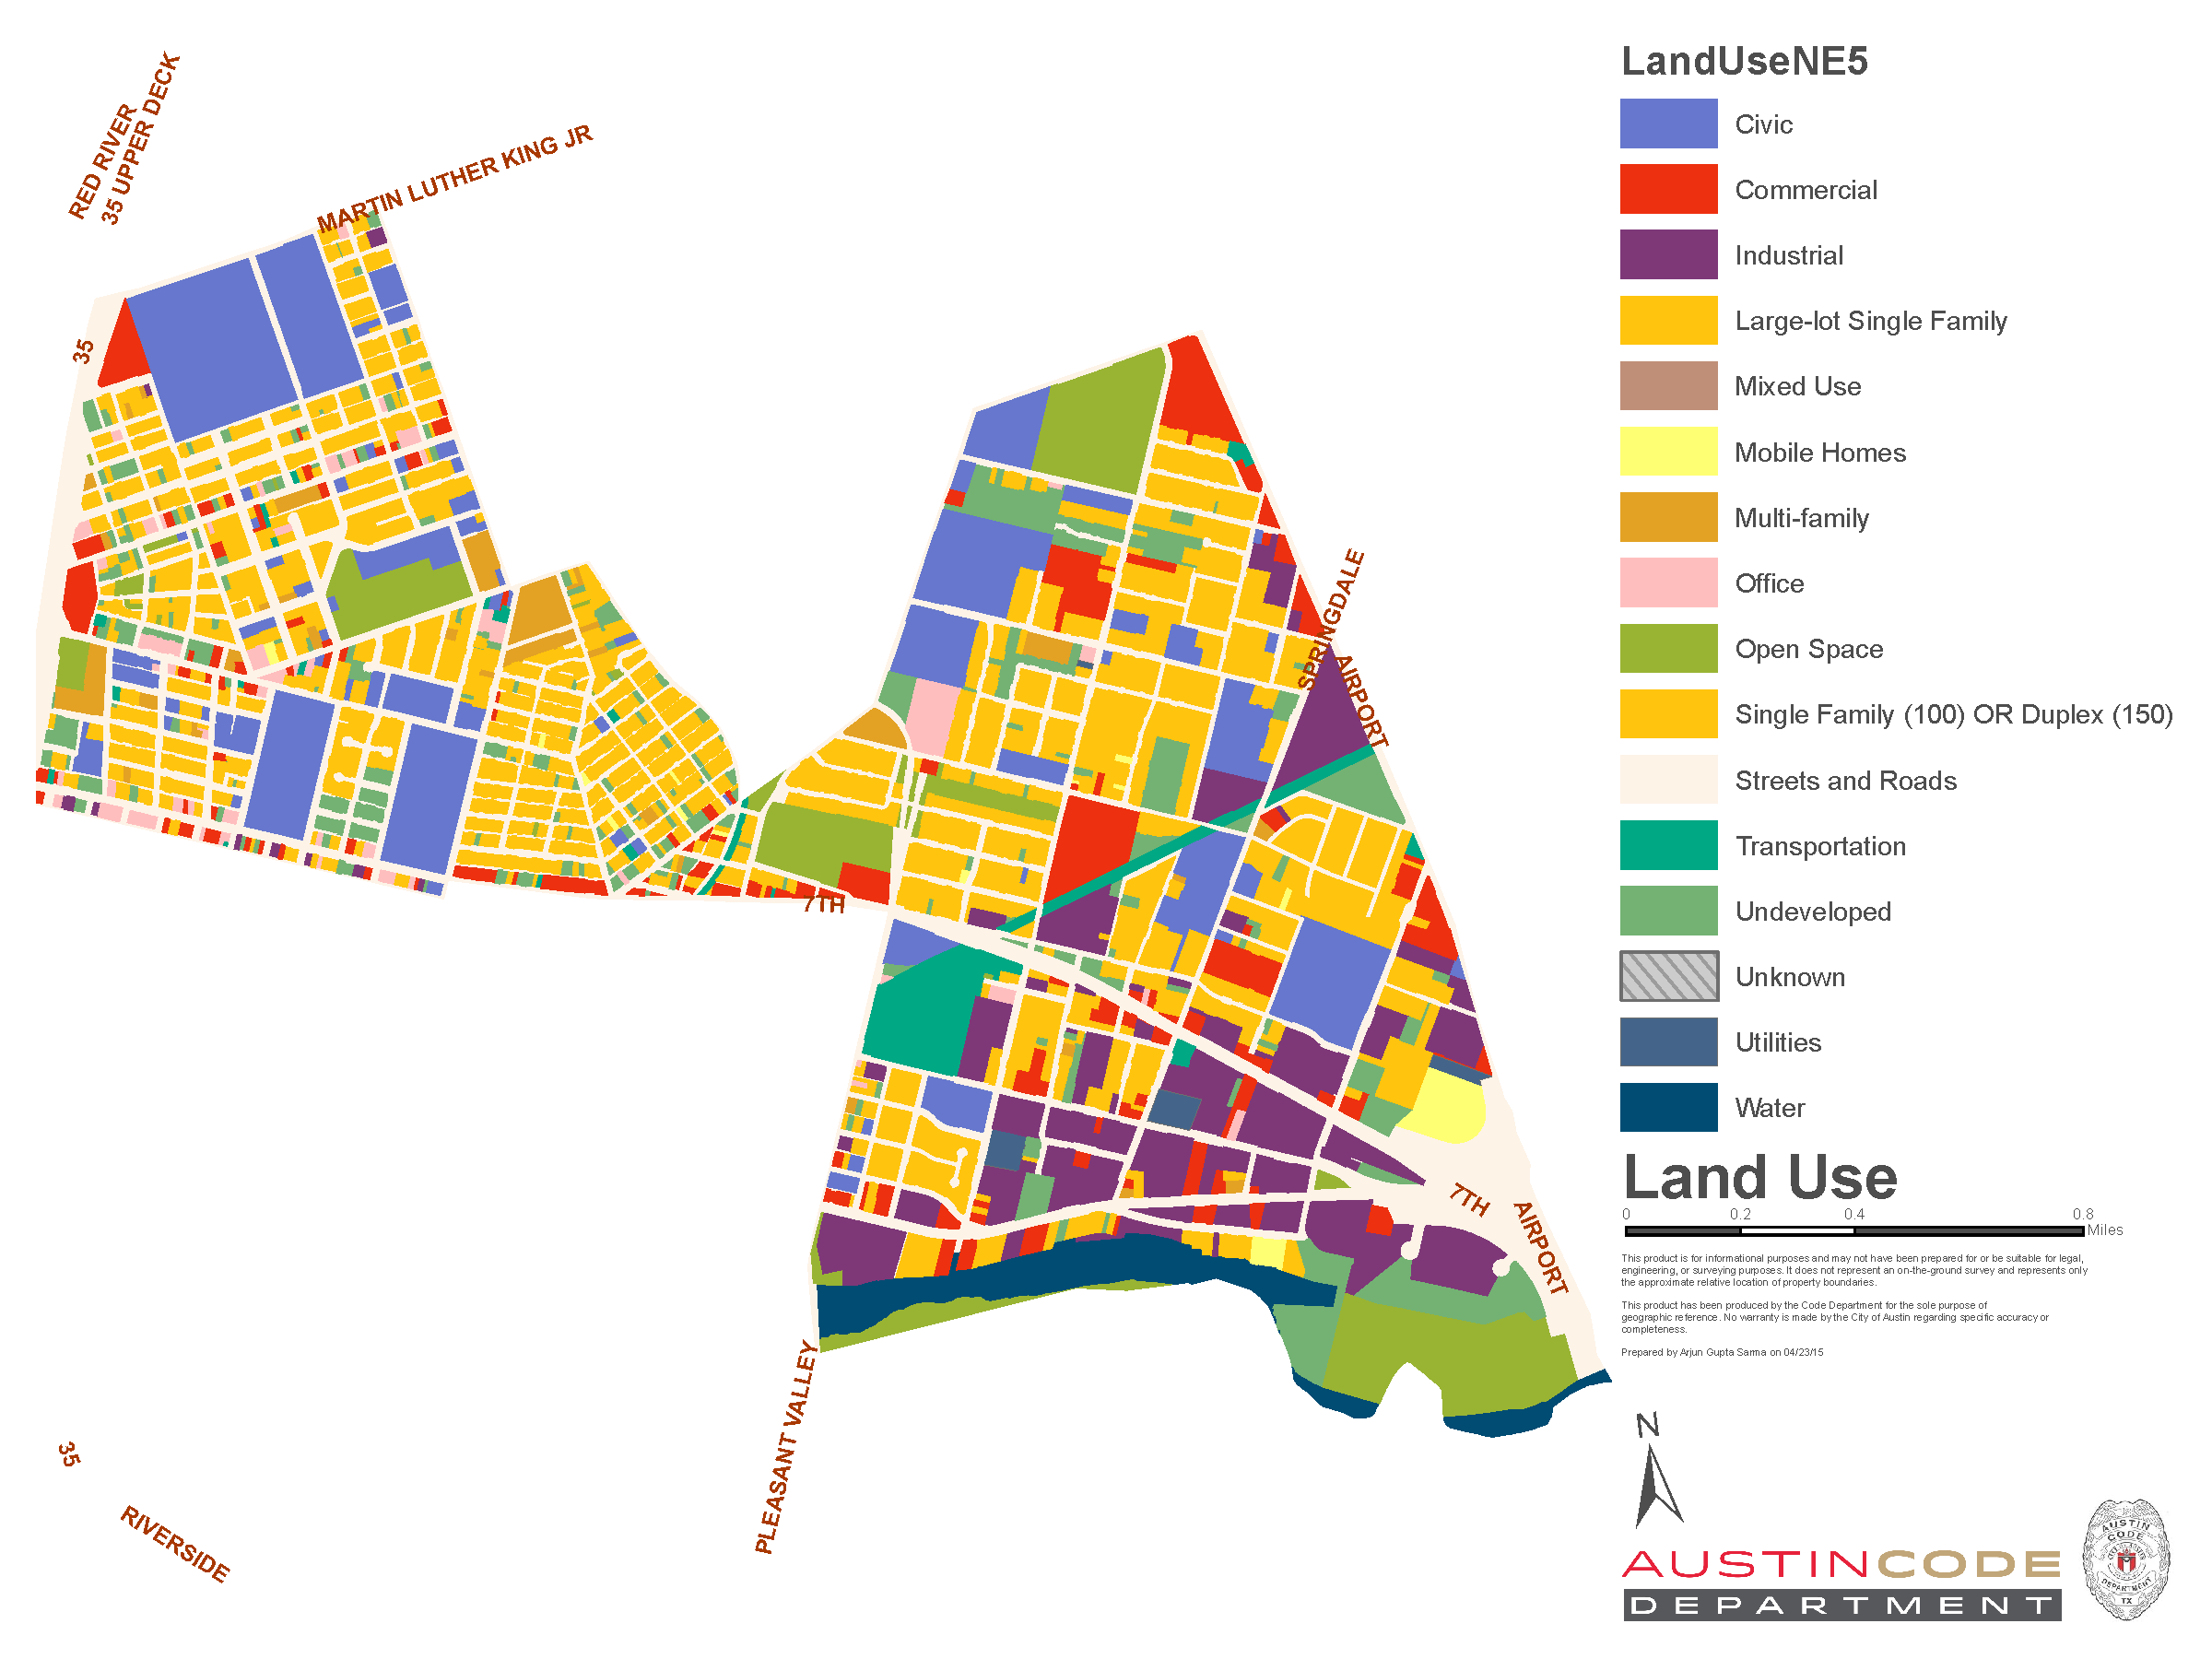 RED RIVER
35 UPPER DECK
MARTIN LUTHER KING JR
35
SPRINGDALE
AIRPORT
7TH
7TH
AIRPORT
PLEASANT VALLEY
35
RIVERSIDE
LandUseNE5
Civic
Commercial
Industrial
Large-lot Single Family
Mixed Use
Mobile Homes
Multi-family
Office
Open Space
Single Family (100) OR Duplex (150)
Streets and Roads
Transportation
Undeveloped
Unknown
Utilities
Water
Land Use
0 0.2 0.4 0.8
Miles
This product is for informational purposes and may not have been prepared for or be suitable for legal,
engineering, or surveying purposes. It does not represent an on-the-ground survey and represents only
the approximate relative location of property boundaries.
This product has been produced by the Code Department for the sole purpose of
geographic reference. No warranty is made by the City of Austin regarding specific accuracy or
completeness.
Prepared by Arjun Gupta Sarma on 04/23/15
N
AUSTIN CODE
DEPARTMENT
AUSTIN
CODE
DEPARTMENT
TX